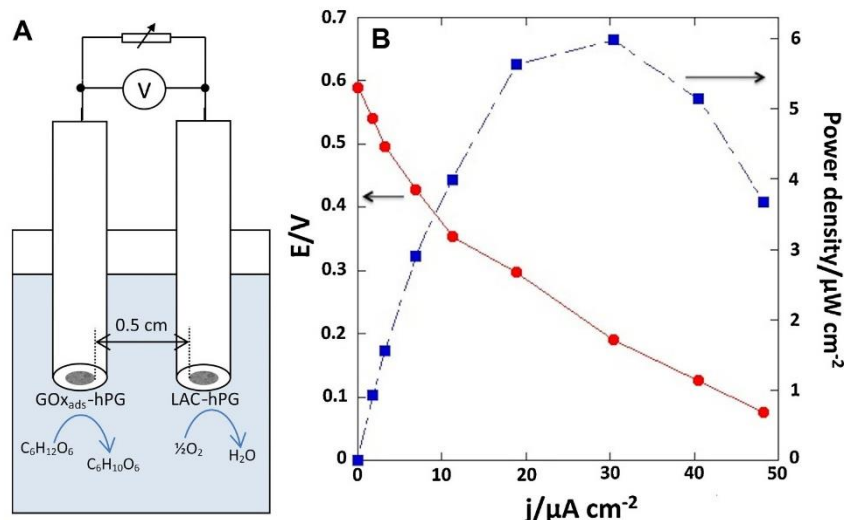 A
V
0.5 cm
GOxads-hPG
LAC-hPG
C6H12O6
C6H10O6
½O2
H2O
B
0.7
0.6
0.5
0.4
0.3
0.2
0.1
0
E/V
0
10
20
30
40
50
j/µA cm-2
6
5
4
3
2
1
0
Power density/µW cm-2